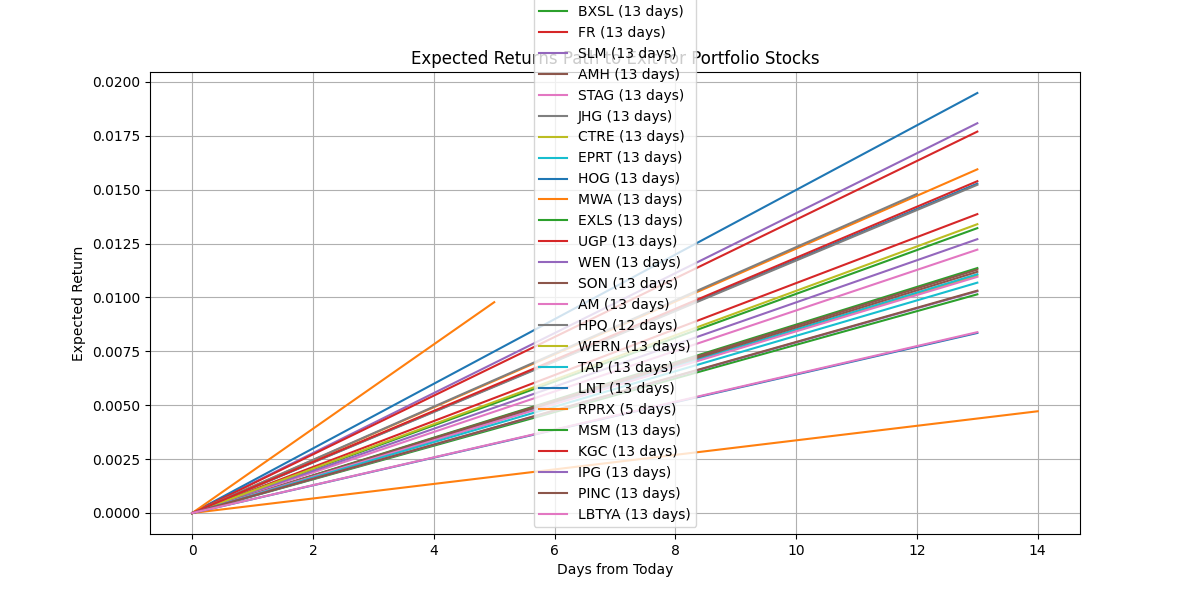 BXSL (13 days)
FR (13 days)
SLM (13 days)
Expected Returns Path to Exit for Portfolio Stocks
AMH (13 days)
STAG (13 days)
JHG (13 days)
CTRE (13 days)
EPRT (13 days)
HOG (13 days)
MWA (13 days)
EXLS (13 days)
UGP (13 days)
WEN (13 days)
SON (13 days)
AM (13 days)
HPQ (12 days)
WERN (13 days)
TAP (13 days)
LNT (13 days)
RPRX (5 days)
MSM (13 days)
KGC (13 days)
IPG (13 days)
PINC (13 days)
LBTYA (13 days)
0.0200
0.0175
0.0150
0.0125
0.0100
0.0075
0.0050
0.0025
0.0000
Expected Return
0 2 4 6 8 10 12 14
Days from Today